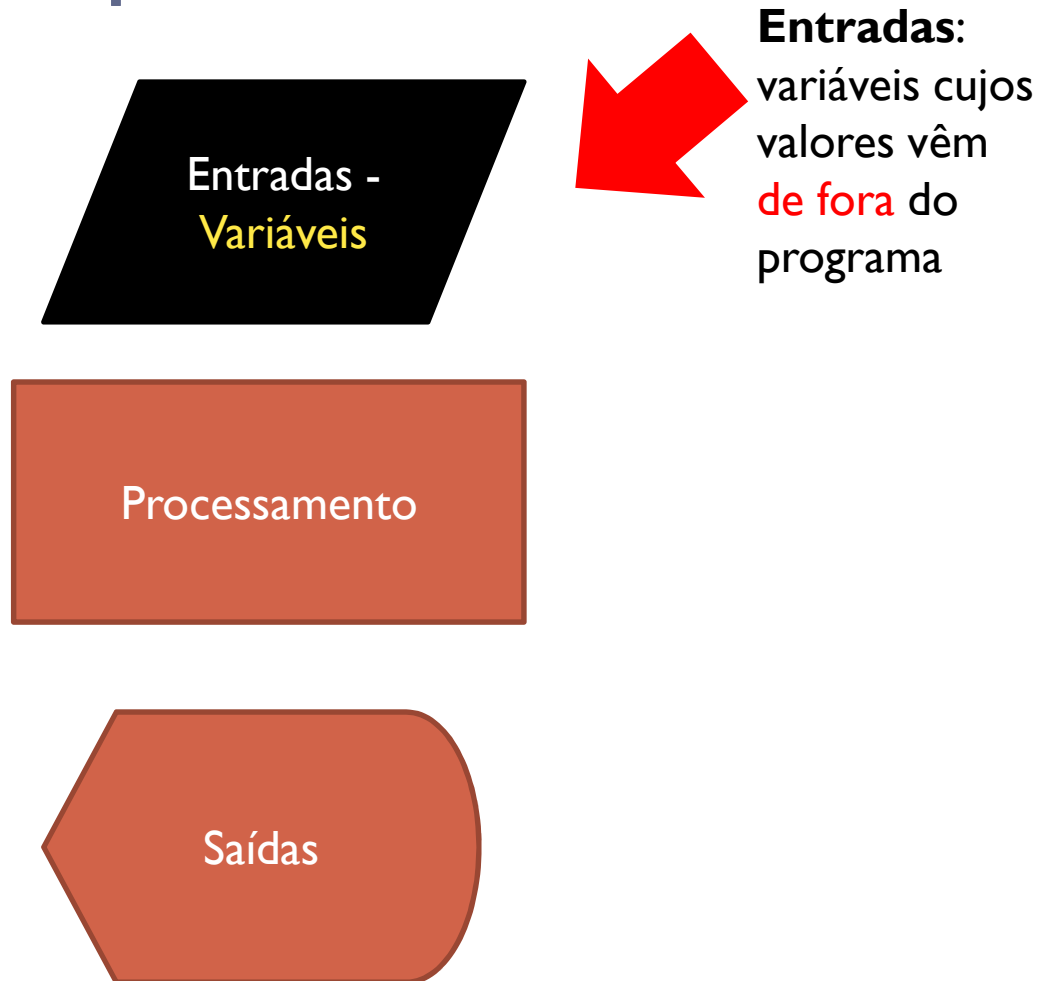 Entradas:
variáveis cujos
valores vêm
de fora do
programa
Entradas -
Variáveis
Processamento
Saídas